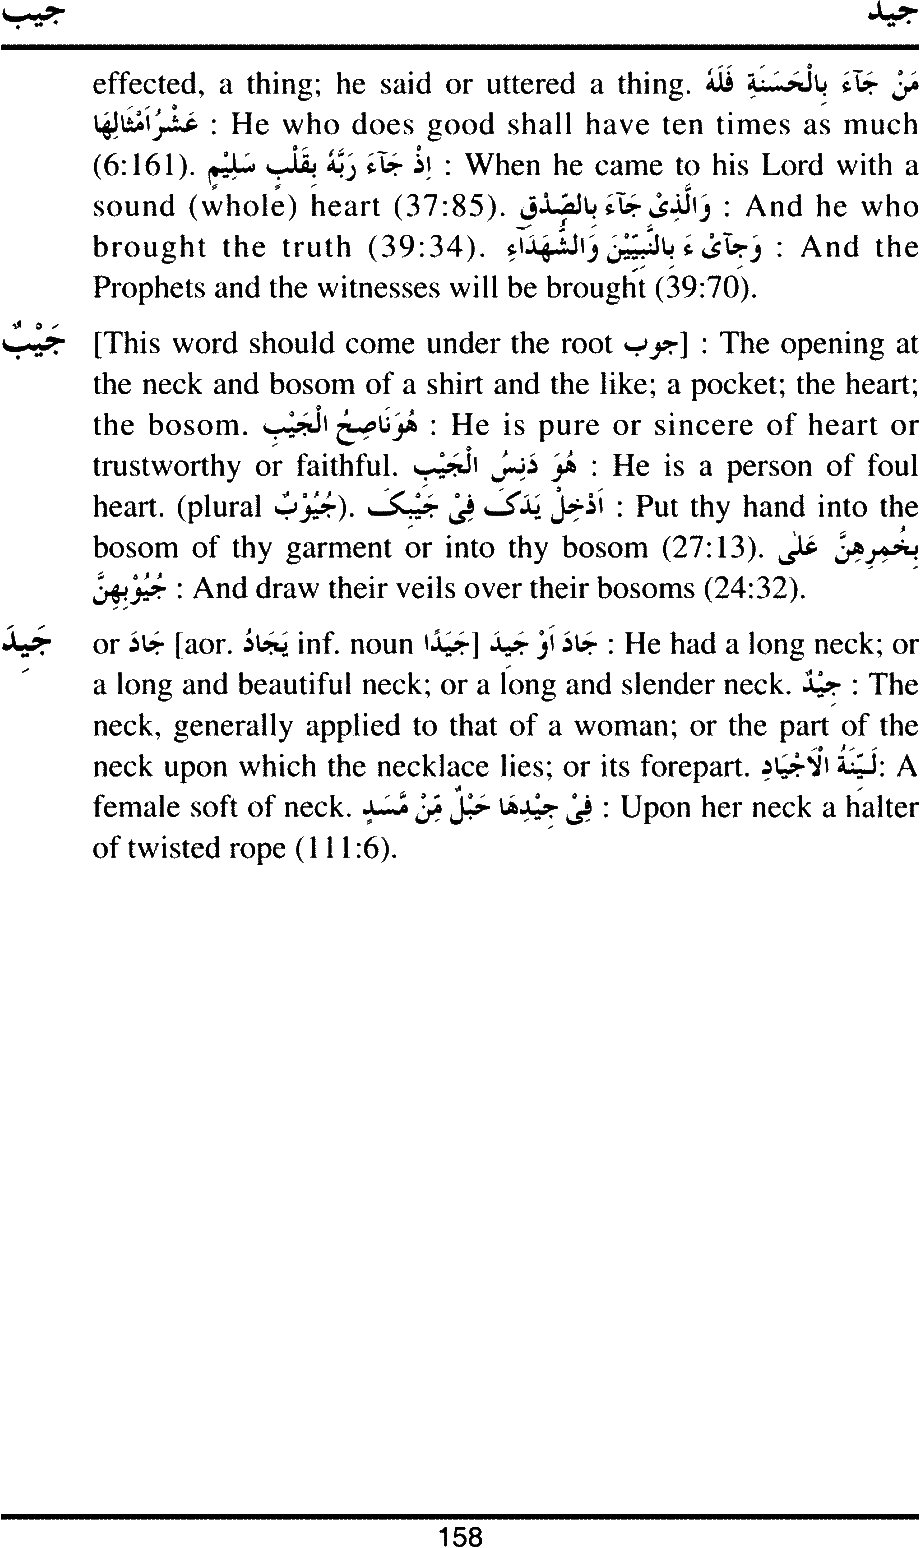 جيب جيد
effected, a thing; he said or uttered a thing. مَنْ جَآءَ بِالْحَسَنَةِ فَلَهُ
عَشْرُاَمْثَالِهَا : He who does good shall have ten times as much
(6:161). اِذْ جَآءَ رَبَّهُ بِقَلْبٍ سَلِيْمٍ : When he came to his Lord with a
sound (whole) heart (37:85). وَالَّذِىْ جَآءَ بِالصِّدْقِ : And he who
brought the truth (39:34). وَجِآىْ ءَ بِالنَّبِيِّيْنَ وَالشُّهَدَآءِ : And the
Prophets and the witnesses will be brought (39:70).
جَيْبٌ [This word should come under the root جوب] : The opening at
the neck and bosom of a shirt and the like; a pocket; the heart;
the bosom. هُوَنَاصِحُ الْجَيْبِ : He is pure or sincere of heart or
trustworthy or faithful. هُوَ دَنِسُ الْجَيْبِ : He is a person of foul
heart. (plural جُيُوْبٌ). اَدْخِلْ يَدَكَ فِىْ جَيْبِكَ : Put thy hand into the
bosom of thy garment or into thy bosom (27:13). بِخُمِرِهِنَّ عَلٰى
جُيُوْبِهِنَّ : And draw their veils over their bosoms (24:32).
جَيِدَ or جَادَ [aor. يَجَادُ inf. noun جَيَدًا] جَادَ اَوْ جَيِدَ : He had a long neck; or
a long and beautiful neck; or a long and slender neck. جِيْدٌ : The
neck, generally applied to that of a woman; or the part of the
neck upon which the necklace lies; or its forepart. لَيِّنَةُ الْاَجْيَادِ: A
female soft of neck. فِىْ جِيْدِهَا حَبْلٌ مِّنْ مَّسَدٍ : Upon her neck a halter
of twisted rope (111:6).
158